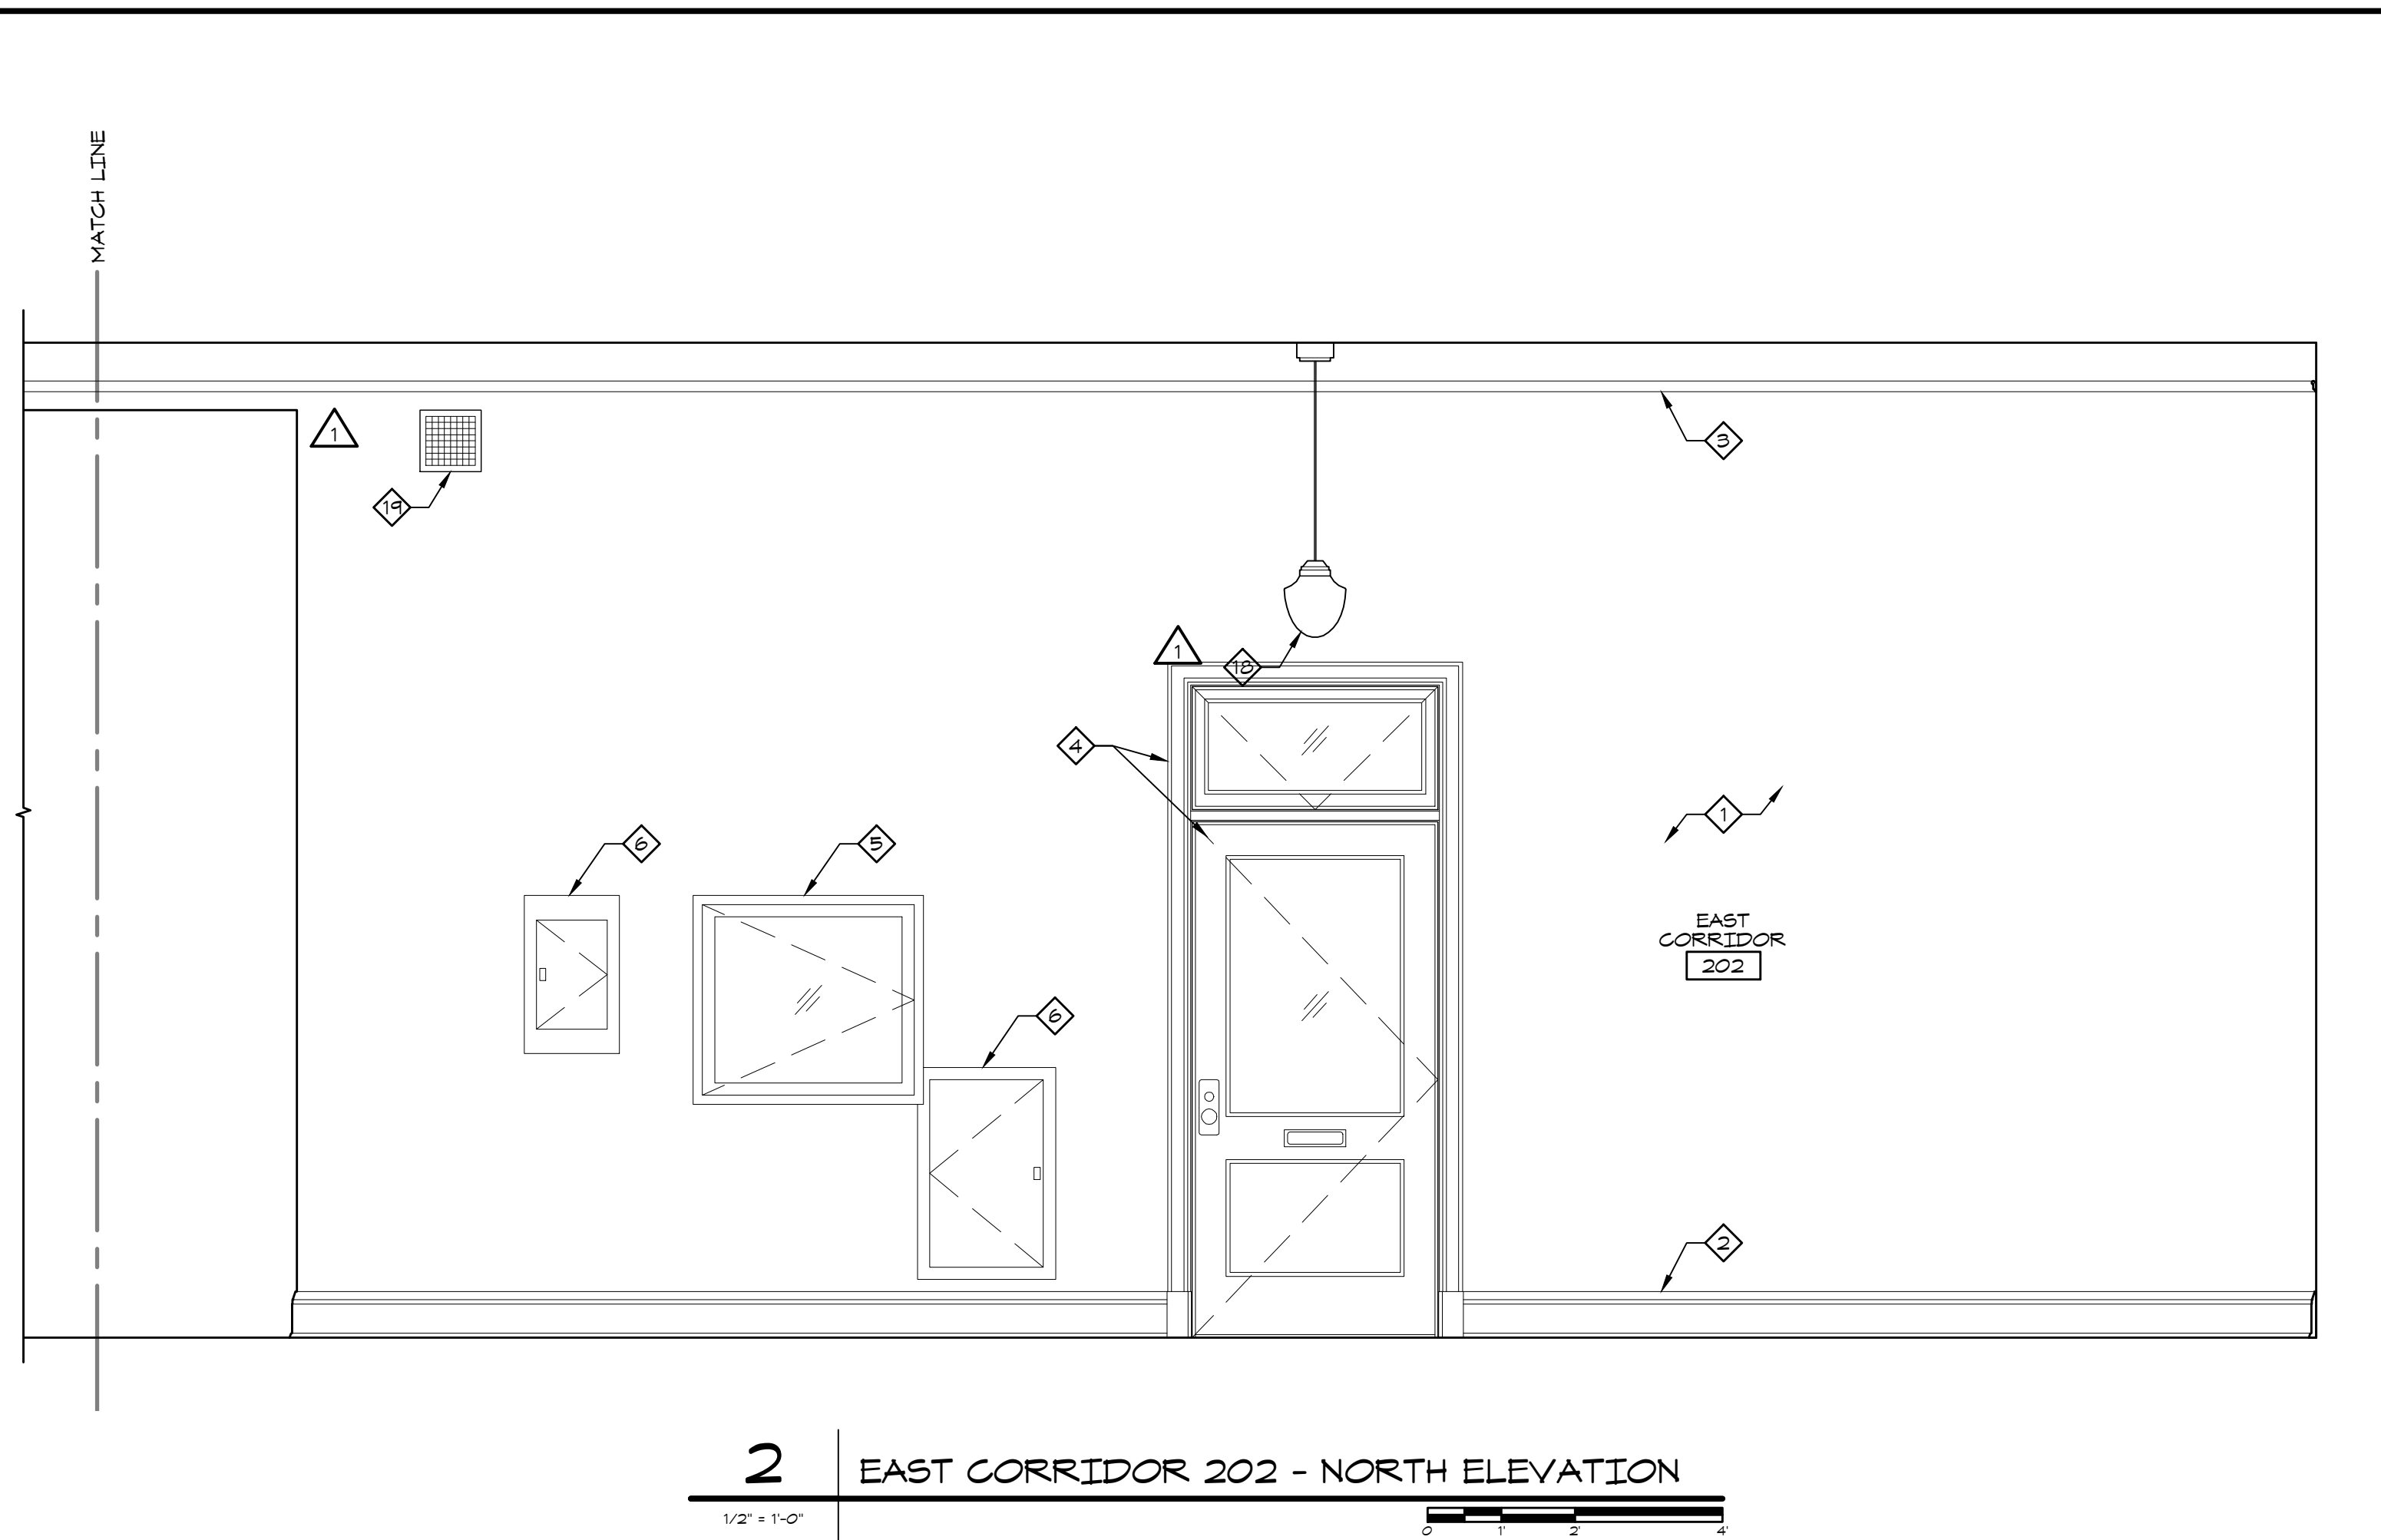 MATCH LINE
1
3
19
1
18
4
1
6
5
EAST
CORRIDOR
202
6
2
2
EAST CORRIDOR 202 - NORTH ELEVATION
1/2" = 1'-0"
0 1' 2' 4'